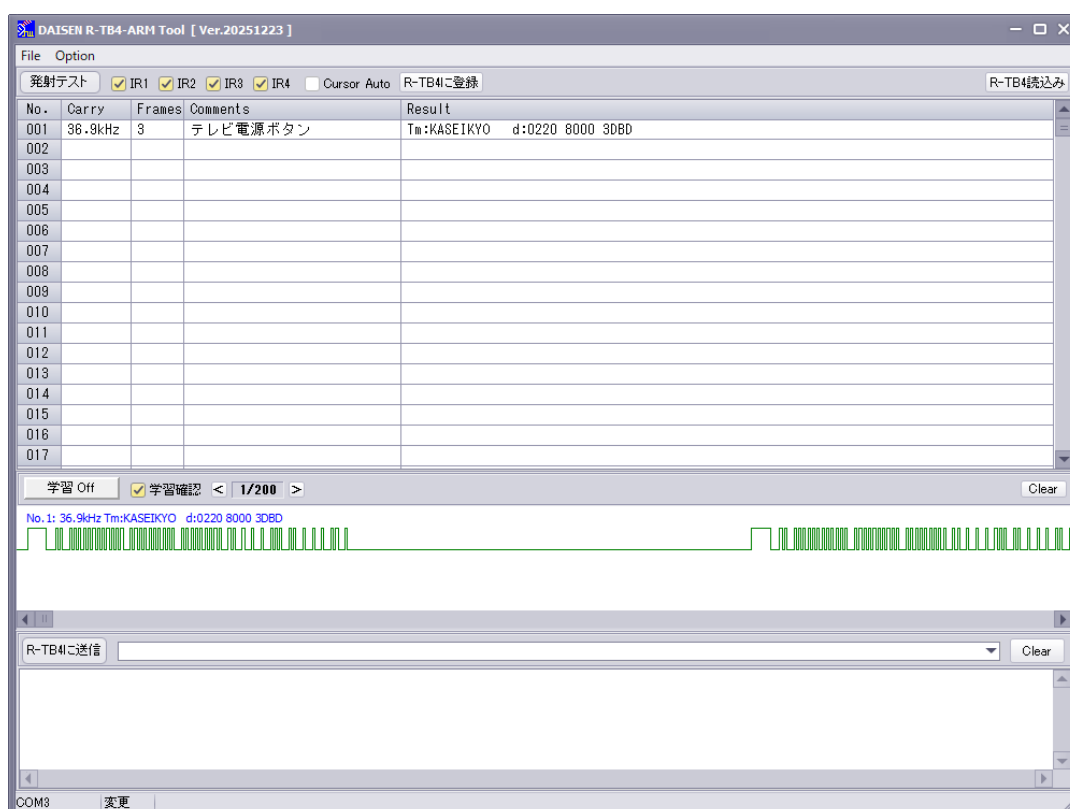 DAISEN R-TB4-ARM Tool [ Ver.20251223 ]
File Option
発射テスト IR1 IR2 IR3 IR4 Cursor Auto R-TB4に登録 R-TB4読込み
No. Carry Frames Comments Result
001 36.9kHz 3 テレビ電源ボタン Tm:KASEIKYO d:0220 8000 3DBD
002
003
004
005
006
007
008
009
010
011
012
013
014
015
016
017
学習 Off 学習確認 < 1/200 > Clear
No.1: 36.9kHz Tm:KASEIKYO d:0220 8000 3DBD
R-TB4に送信 Clear
COM3 変更